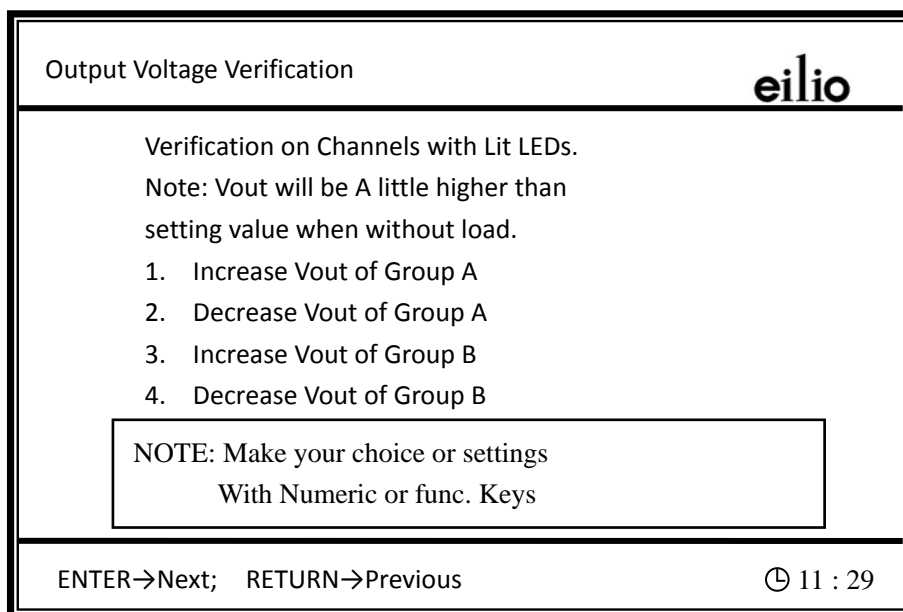 Output Voltage Verification
eilio
Verification on Channels with Lit LEDs.
Note: Vout will be A little higher than
setting value when without load.
1. Increase Vout of Group A
2. Decrease Vout of Group A
3. Increase Vout of Group B
4. Decrease Vout of Group B
NOTE: Make your choice or settings
With Numeric or func. Keys
ENTER→Next; RETURN→Previous
11 : 29